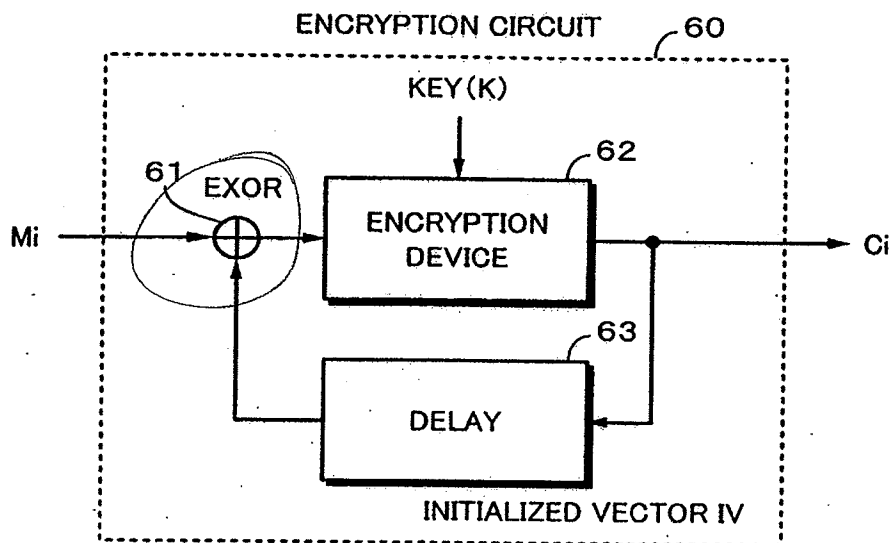 ENCRYPTION CIRCUIT
60
KEY(K)
62
61
EXOR
ENCRYPTION
DEVICE
Mi
Ci
63
DELAY
INITIALIZED VECTOR IV